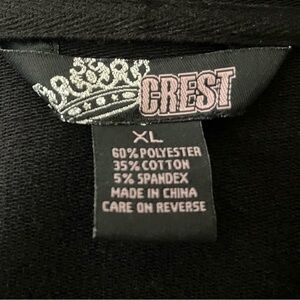 CREST
XL
60% POLYESTER
35% COTTON
5% SPANDEX
MADE IN CHINA
CARE ON REVERSE